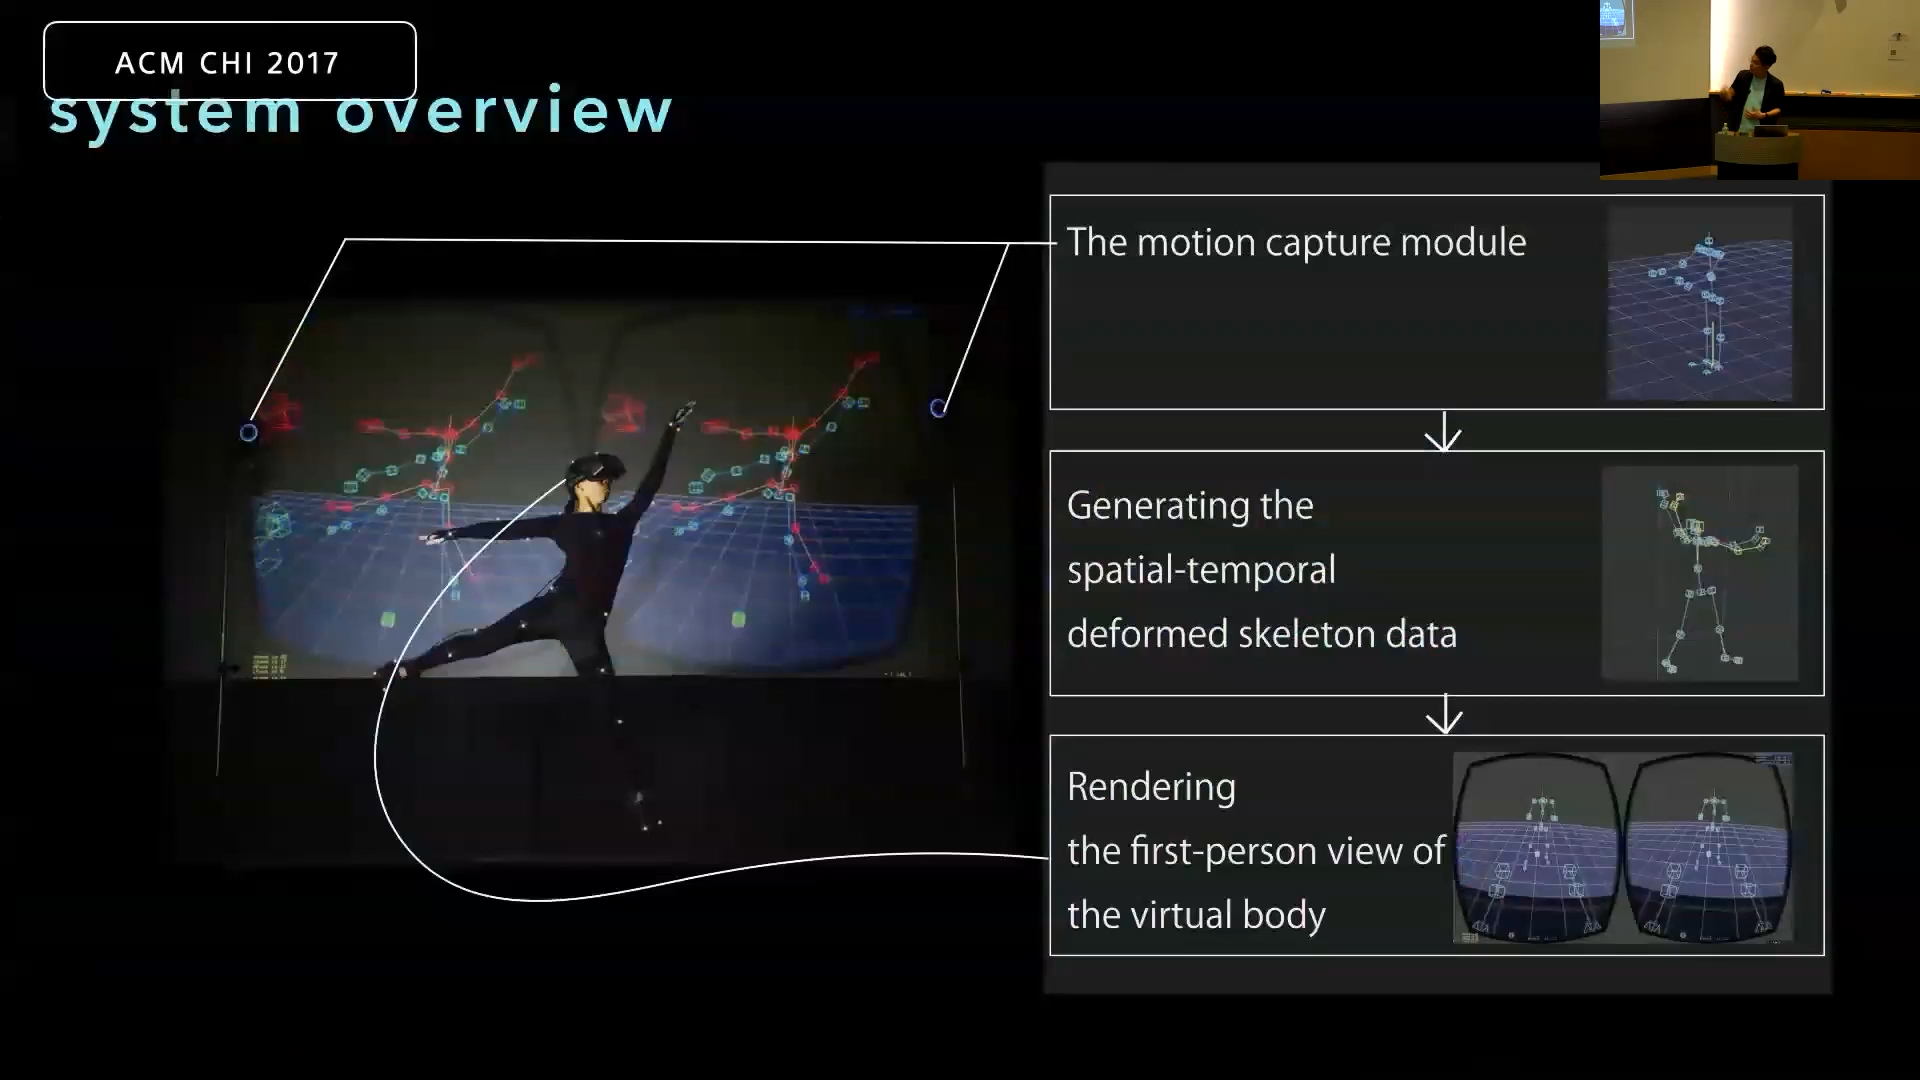 ACM CHI 2017
system overview
The motion capture module
Generating the
spatial-temporal
deformed skeleton data
Rendering
the first-person view of
the virtual body